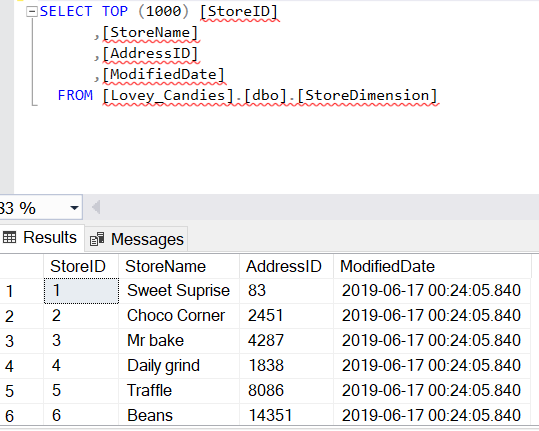 SELECT TOP (1000) [StoreID]
,[StoreName]
,[AddressID]
,[ModifiedDate]
FROM [Lovey_Candies].[dbo].[StoreDimension]
33 %
Results Messages
StoreID StoreName AddressID ModifiedDate
1 1 Sweet Suprise 83 2019-06-17 00:24:05.840
2 2 Choco Corner 2451 2019-06-17 00:24:05.840
3 3 Mr bake 4287 2019-06-17 00:24:05.840
4 4 Daily grind 1838 2019-06-17 00:24:05.840
5 5 Traffle 8086 2019-06-17 00:24:05.840
6 6 Beans 14351 2019-06-17 00:24:05.840